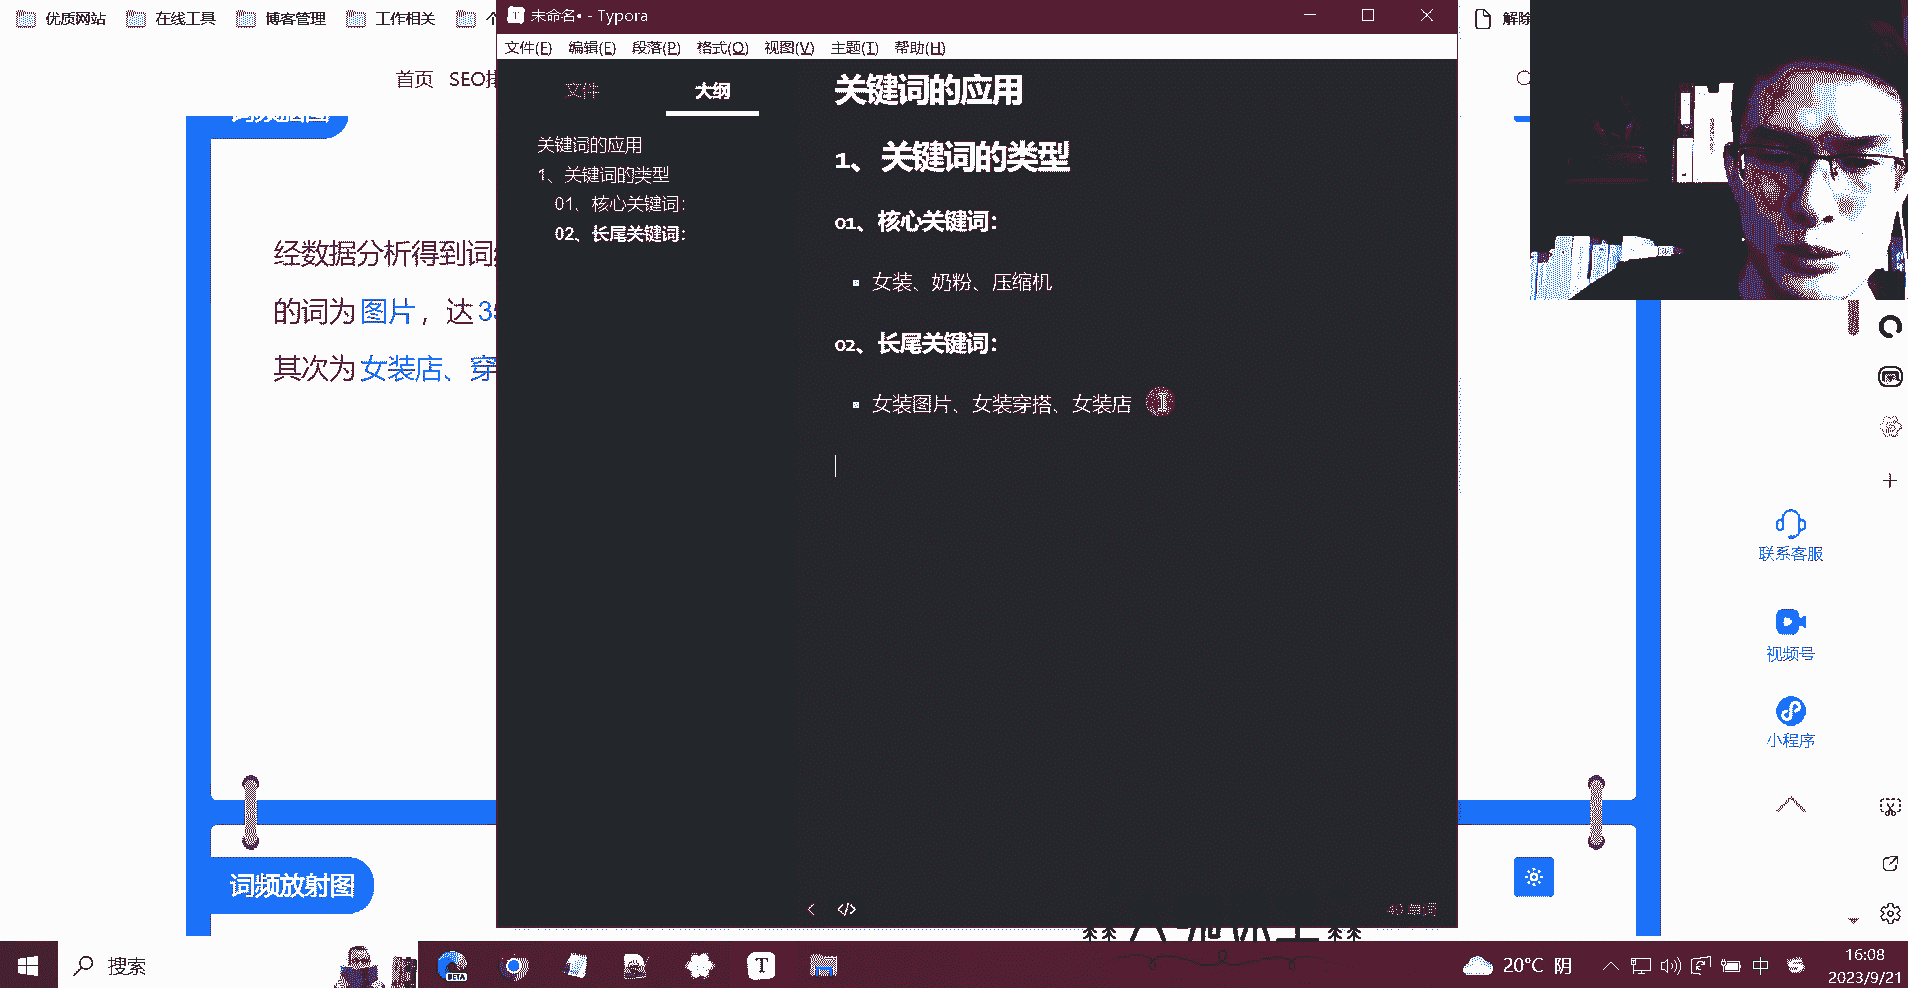 优质网站
在线工具
博客管理
工作相关
未命名• - Typora
解除
文件(F) 编辑(E) 段落(P) 格式(O) 视图(V) 主题(T) 帮助(H)
首页 SEO
文件
大纲
关键词的应用
1、关键词的类型
01、核心关键词：
02、长尾关键词：
关键词的应用
1、关键词的类型
01、核心关键词：
女装、奶粉、压缩机
02、长尾关键词：
女装图片、女装穿搭、女装店
经数据分析得到词
的词为 图片，达 35
其次为 女装店、穿
联系客服
视频号
小程序
词频放射图
</>
搜索
BETA
20°C 阴
中
16:08
2023/9/21